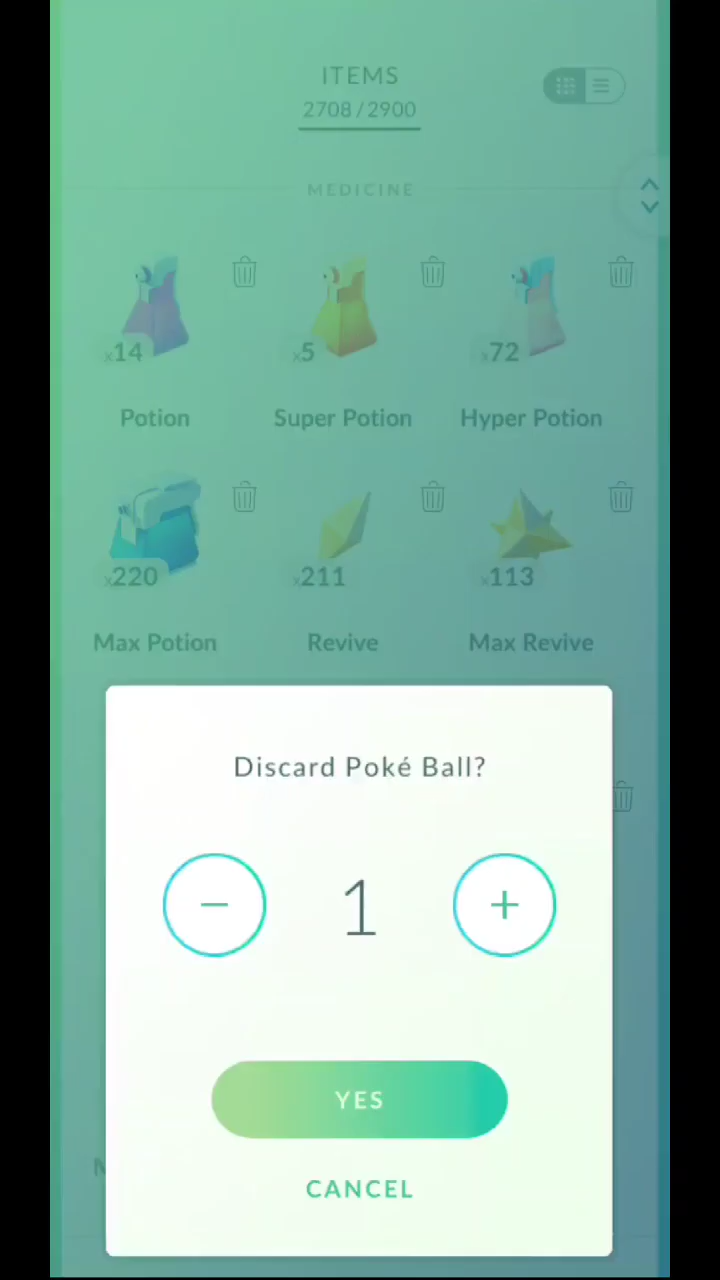 ITEMS
2708/2900
MEDICINE
x14
x5
x72
Potion
Super Potion
Hyper Potion
x220
x211
x113
Max Potion
Revive
Max Revive
Discard Poké Ball?
−
1
+
YES
CANCEL